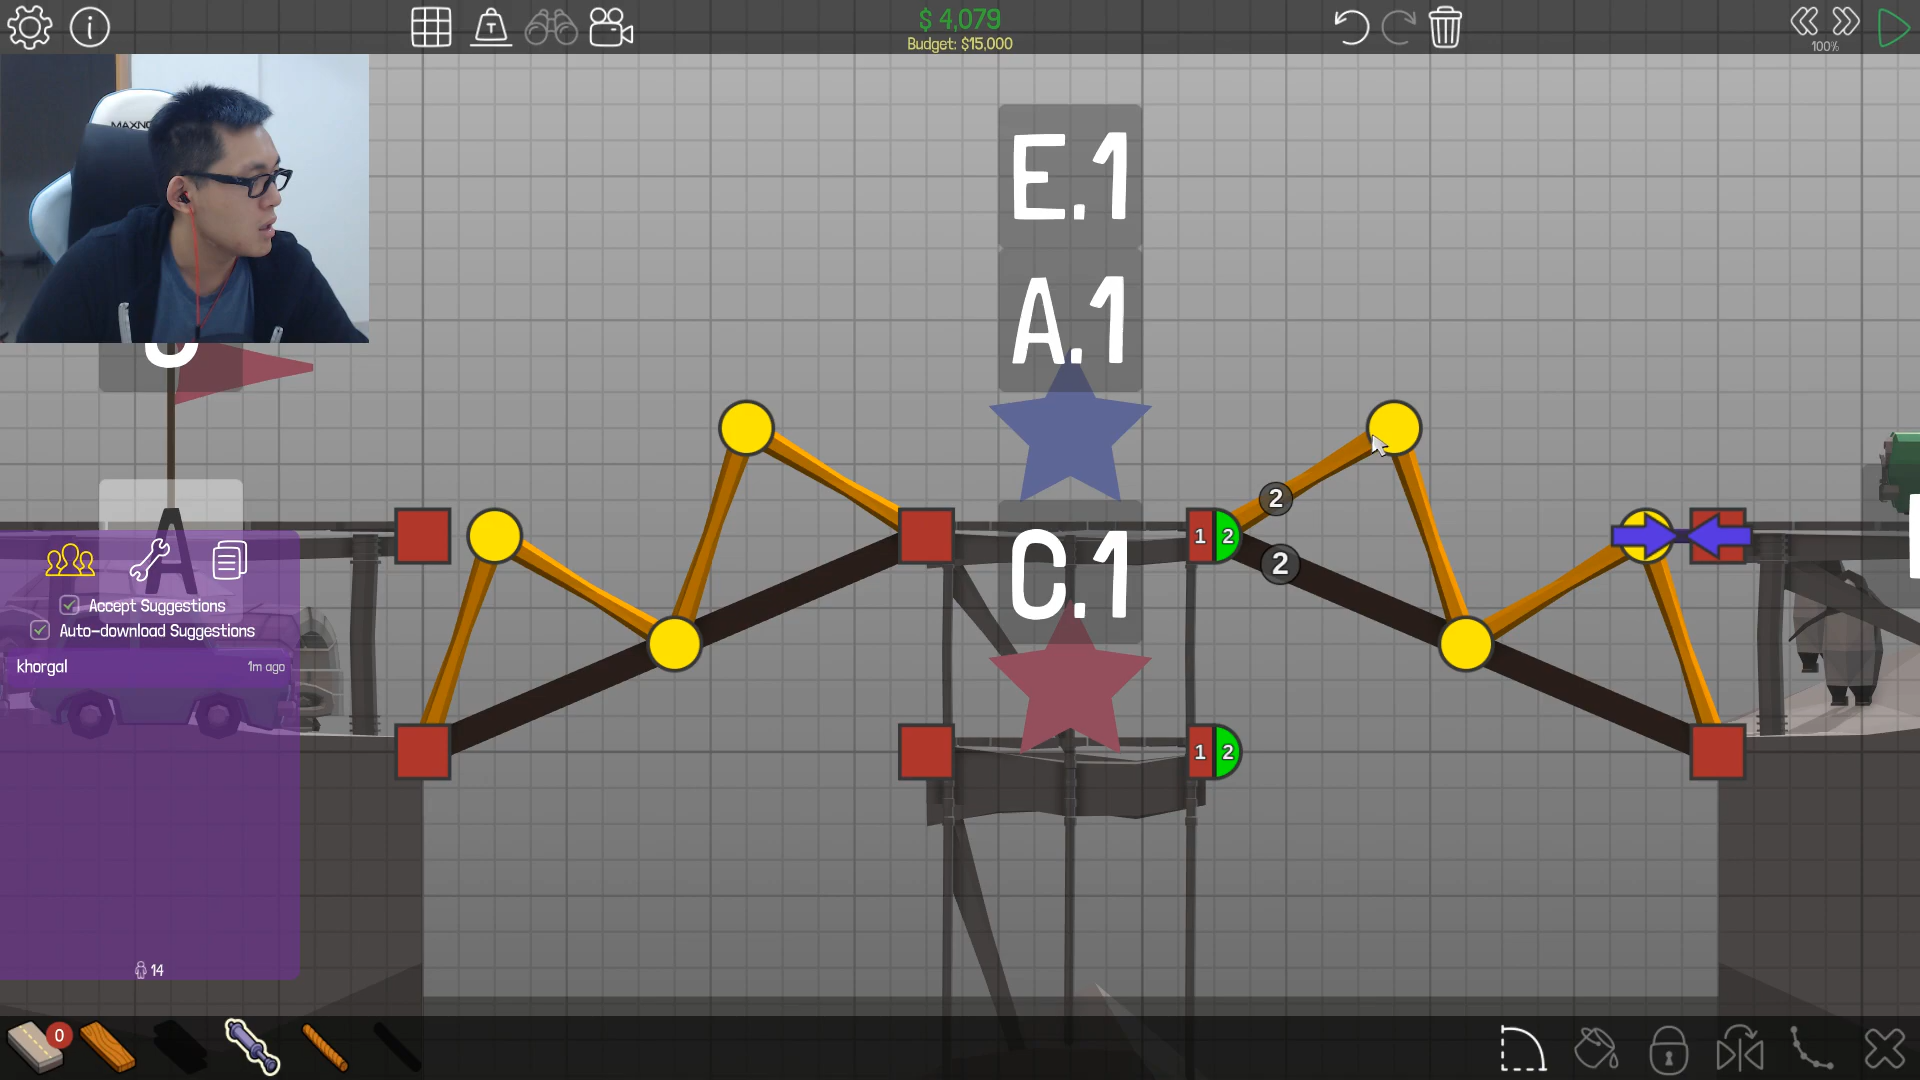 $ 4,079
Budget: $15,000
100%
MAXNO
E.1
A.1
C.1
A
Accept Suggestions
Auto-download Suggestions
khorgal
1m ago
14
2
2
1 2
1 2
0